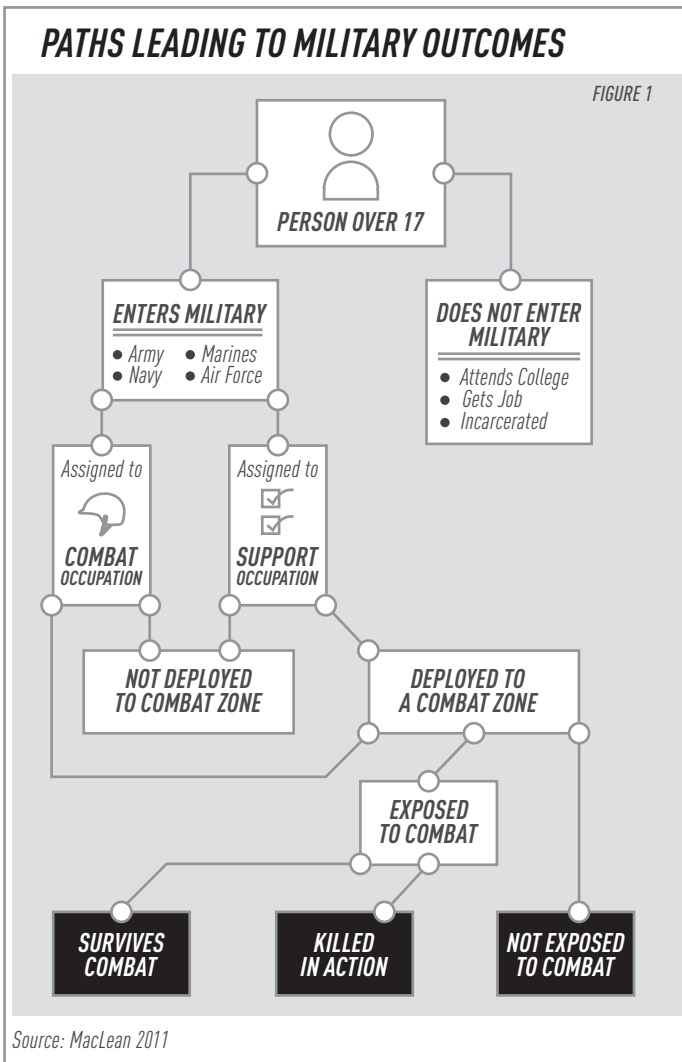 PATHS LEADING TO MILITARY OUTCOMES
FIGURE 1
PERSON OVER 17
ENTERS MILITARY
• Army • Marines
• Navy • Air Force
DOES NOT ENTER
MILITARY
• Attends College
• Gets Job
• Incarcerated
Assigned to
COMBAT
OCCUPATION
Assigned to
SUPPORT
OCCUPATION
NOT DEPLOYED
TO COMBAT ZONE
DEPLOYED TO
A COMBAT ZONE
EXPOSED
TO COMBAT
SURVIVES
COMBAT
KILLED
IN ACTION
NOT EXPOSED
TO COMBAT
Source: MacLean 2011